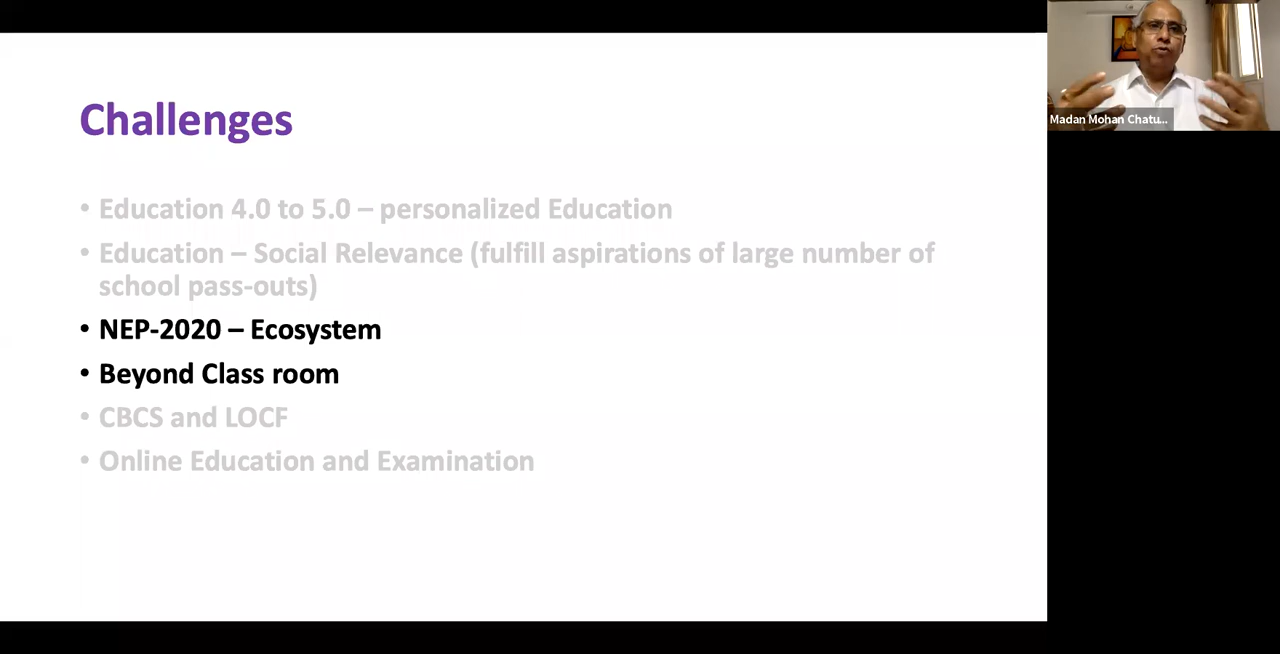 Challenges
• Education 4.0 to 5.0 – personalized Education
• Education – Social Relevance (fulfill aspirations of large number of
school pass-outs)
• NEP-2020 – Ecosystem
• Beyond Class room
• CBCS and LOCF
• Online Education and Examination
Madan Mohan Chatu...